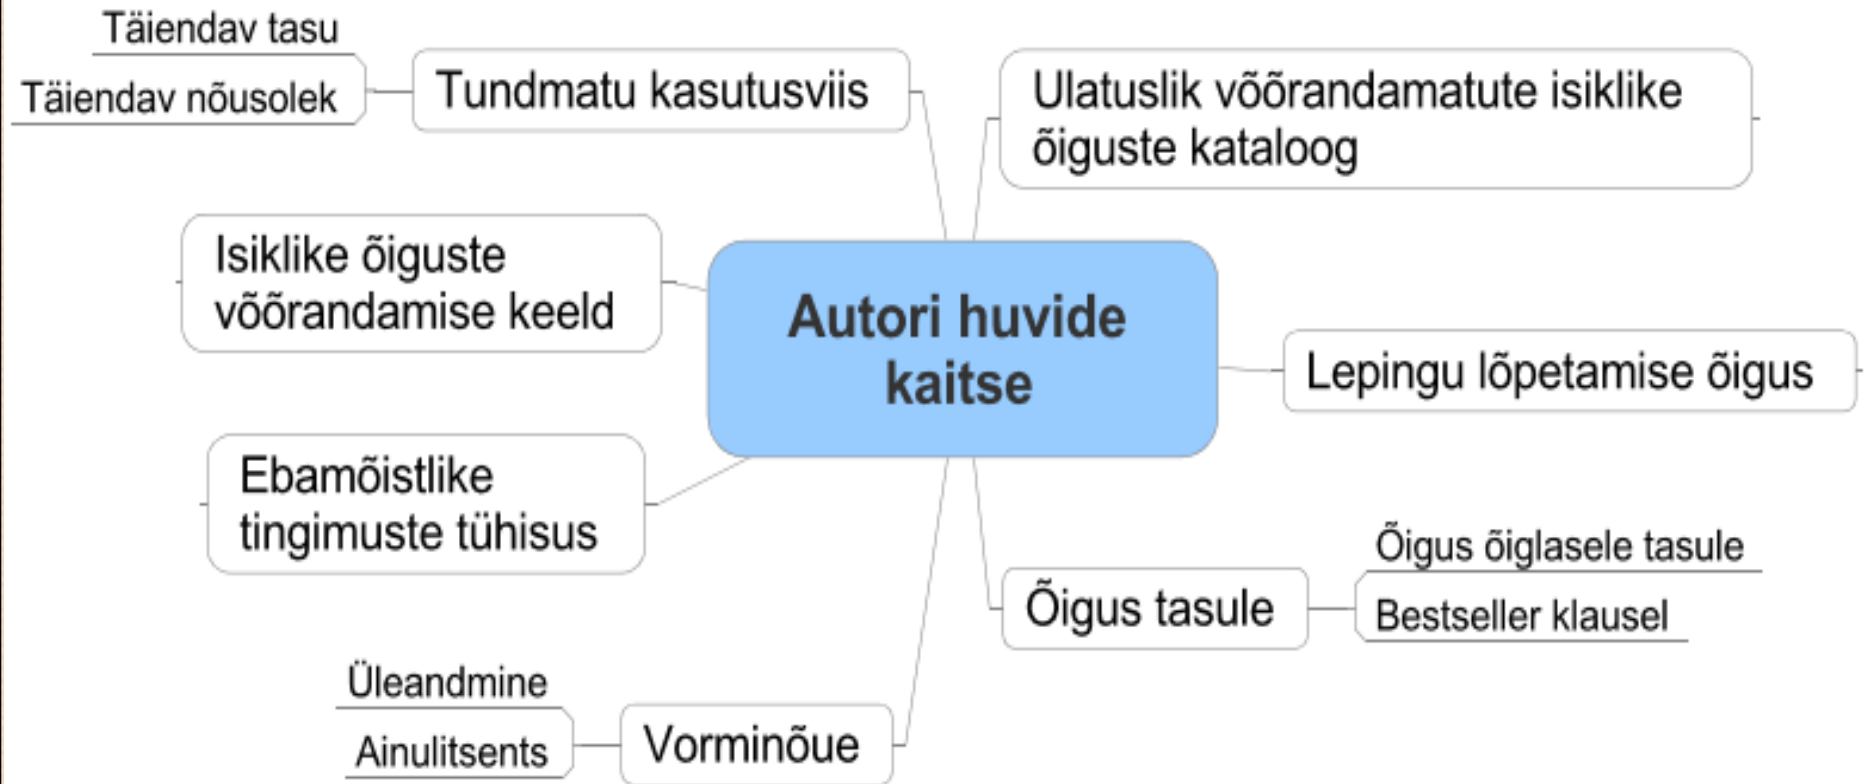 Täiendav tasu
Täiendav nõusolek
Tundmatu kasutusviis
Ulatuslik võõrandamatute isiklike
õiguste kataloog
Isiklike õiguste
võõrandamise keeld
Autori huvide
kaitse
Lepingu lõpetamise õigus
Ebamõistlike
tingimuste tühisus
Õigus tasule
Õigus õiglasele tasule
Bestseller klausel
Üleandmine
Ainulitsents
Vorminõue